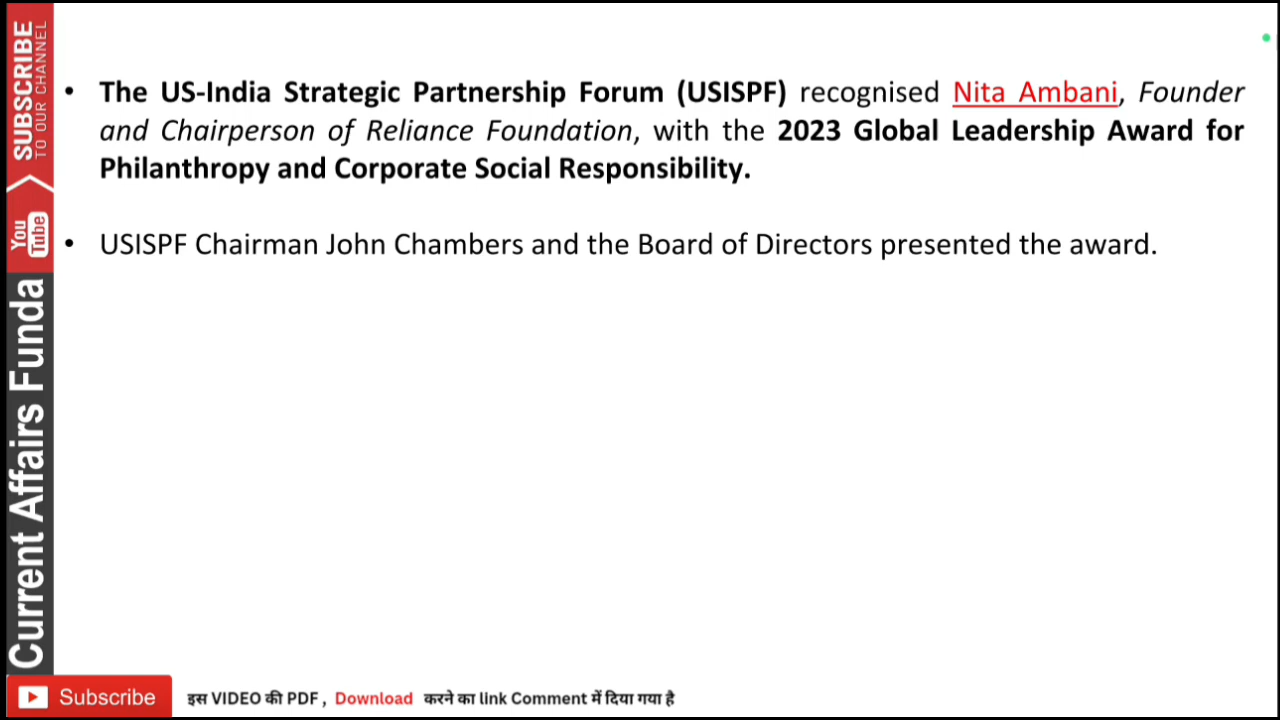 • The US-India Strategic Partnership Forum (USISPF) recognised Nita Ambani, Founder
and Chairperson of Reliance Foundation, with the 2023 Global Leadership Award for
Philanthropy and Corporate Social Responsibility.
• USISPF Chairman John Chambers and the Board of Directors presented the award.
SUBSCRIBE
TO OUR CHANNEL
You
Tube
Current Affairs Funda
Subscribe
इस VIDEO की PDF , Download करने का link Comment में दिया गया है